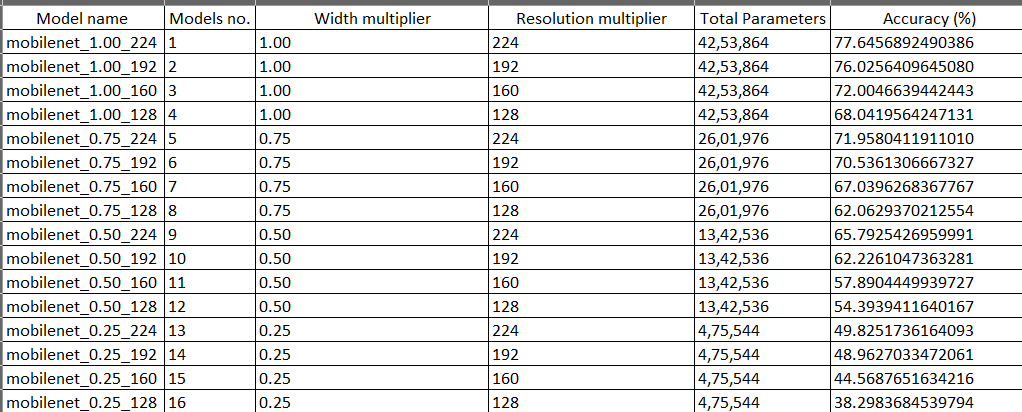 Model name Models no. Width multiplier Resolution multiplier Total Parameters Accuracy (%)
mobilenet_1.00_224 1 1.00 224 42,53,864 77.6456892490386
mobilenet_1.00_192 2 1.00 192 42,53,864 76.0256409645080
mobilenet_1.00_160 3 1.00 160 42,53,864 72.0046639442443
mobilenet_1.00_128 4 1.00 128 42,53,864 68.0419564247131
mobilenet_0.75_224 5 0.75 224 26,01,976 71.9580411911010
mobilenet_0.75_192 6 0.75 192 26,01,976 70.5361306667327
mobilenet_0.75_160 7 0.75 160 26,01,976 67.0396268367767
mobilenet_0.75_128 8 0.75 128 26,01,976 62.0629370212554
mobilenet_0.50_224 9 0.50 224 13,42,536 65.7925426959991
mobilenet_0.50_192 10 0.50 192 13,42,536 62.2261047363281
mobilenet_0.50_160 11 0.50 160 13,42,536 57.8904449939727
mobilenet_0.50_128 12 0.50 128 13,42,536 54.3939411640167
mobilenet_0.25_224 13 0.25 224 4,75,544 49.8251736164093
mobilenet_0.25_192 14 0.25 192 4,75,544 48.9627033472061
mobilenet_0.25_160 15 0.25 160 4,75,544 44.5687651634216
mobilenet_0.25_128 16 0.25 128 4,75,544 38.2983684539794